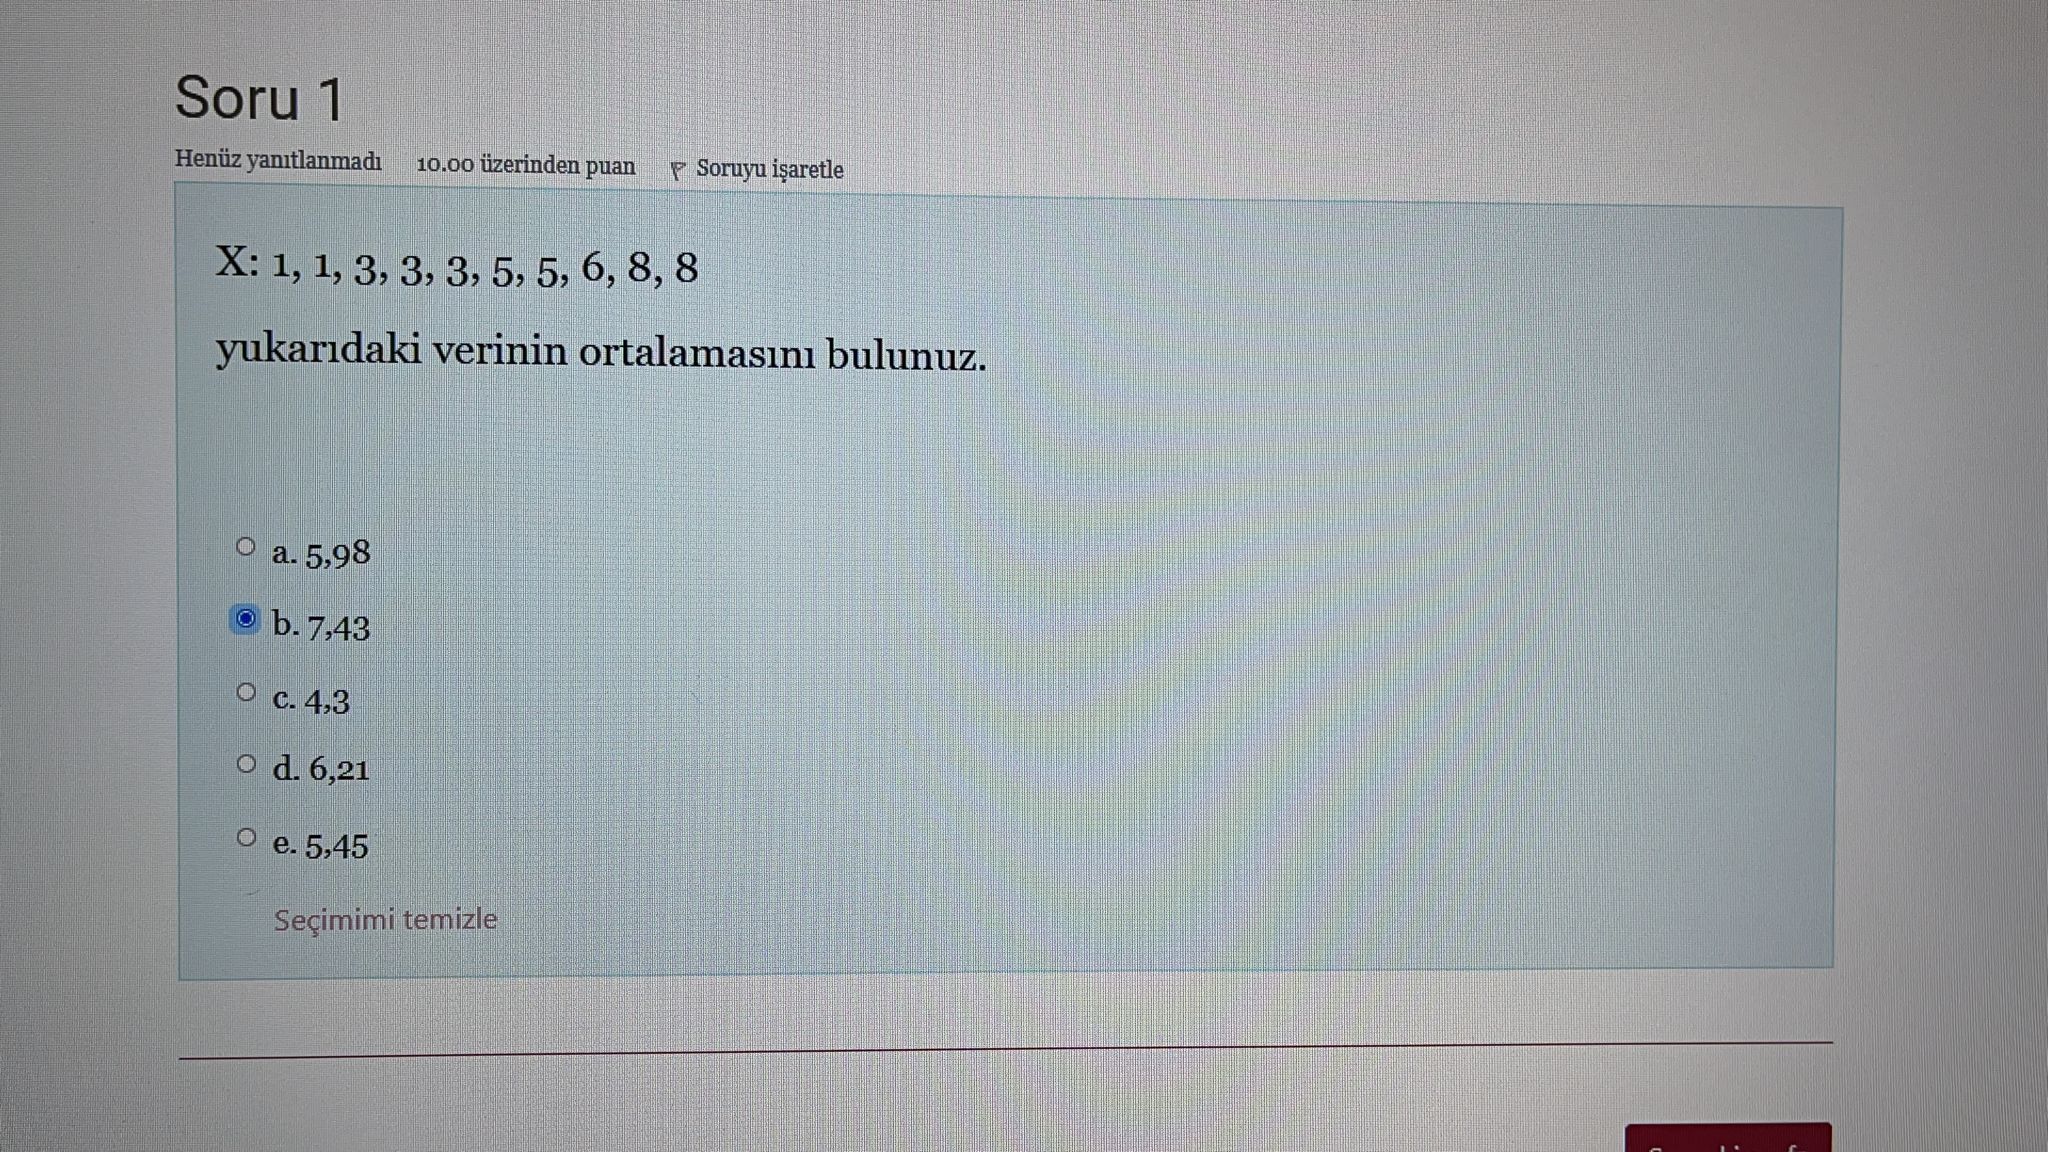 Soru 1
Henüz yanıtlanmadı 10.00 üzerinden puan Soruyu işaretle
X: 1, 1, 3, 3, 3, 5, 5, 6, 8, 8
yukarıdaki verinin ortalamasını bulunuz.
a. 5,98
b. 7,43
c. 4,3
d. 6,21
e. 5,45
Seçimimi temizle